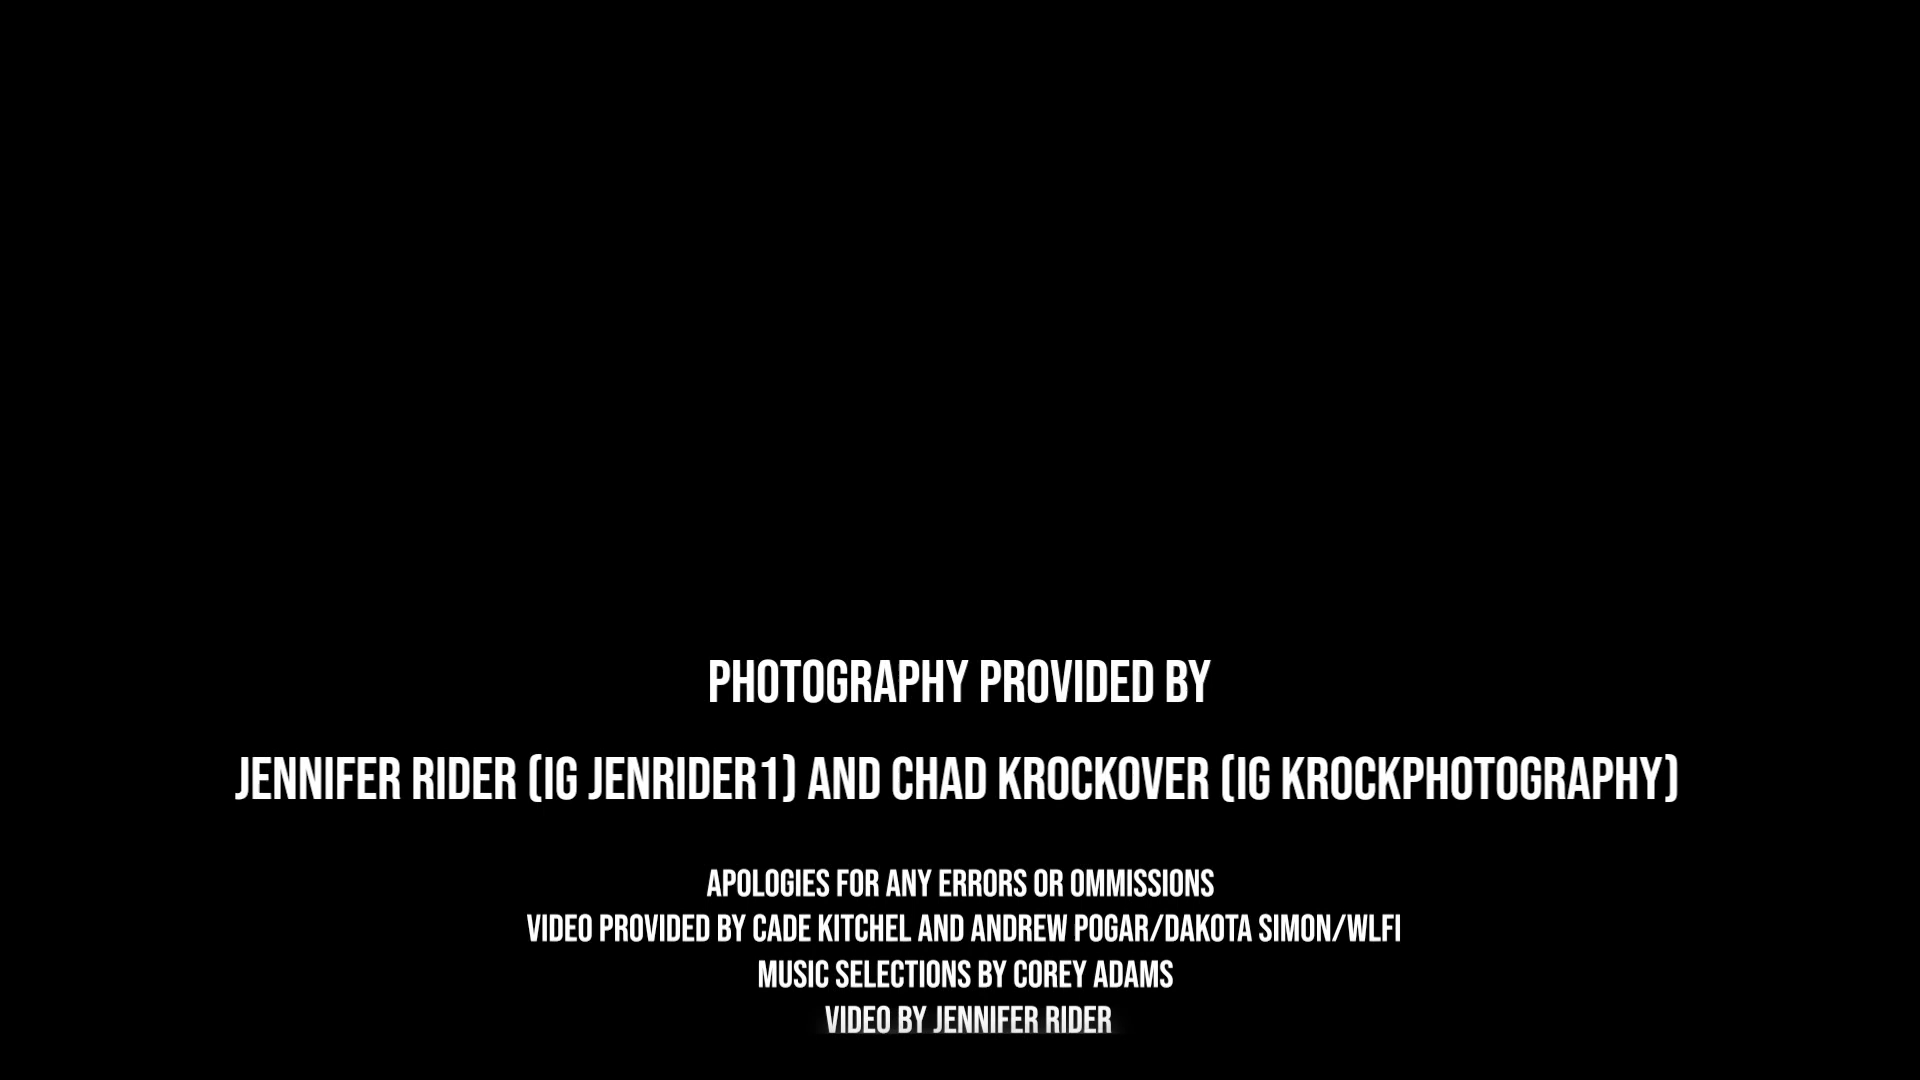 PHOTOGRAPHY PROVIDED BY
JENNIFER RIDER (IG JENRIDER1) AND CHAD KROCKOVER (IG KROCKPHOTOGRAPHY)
APOLOGIES FOR ANY ERRORS OR OMMISSIONS
VIDEO PROVIDED BY CADE KITCHEL AND ANDREW POGAR/DAKOTA SIMON/WLFI
MUSIC SELECTIONS BY COREY ADAMS
VIDEO BY JENNIFER RIDER